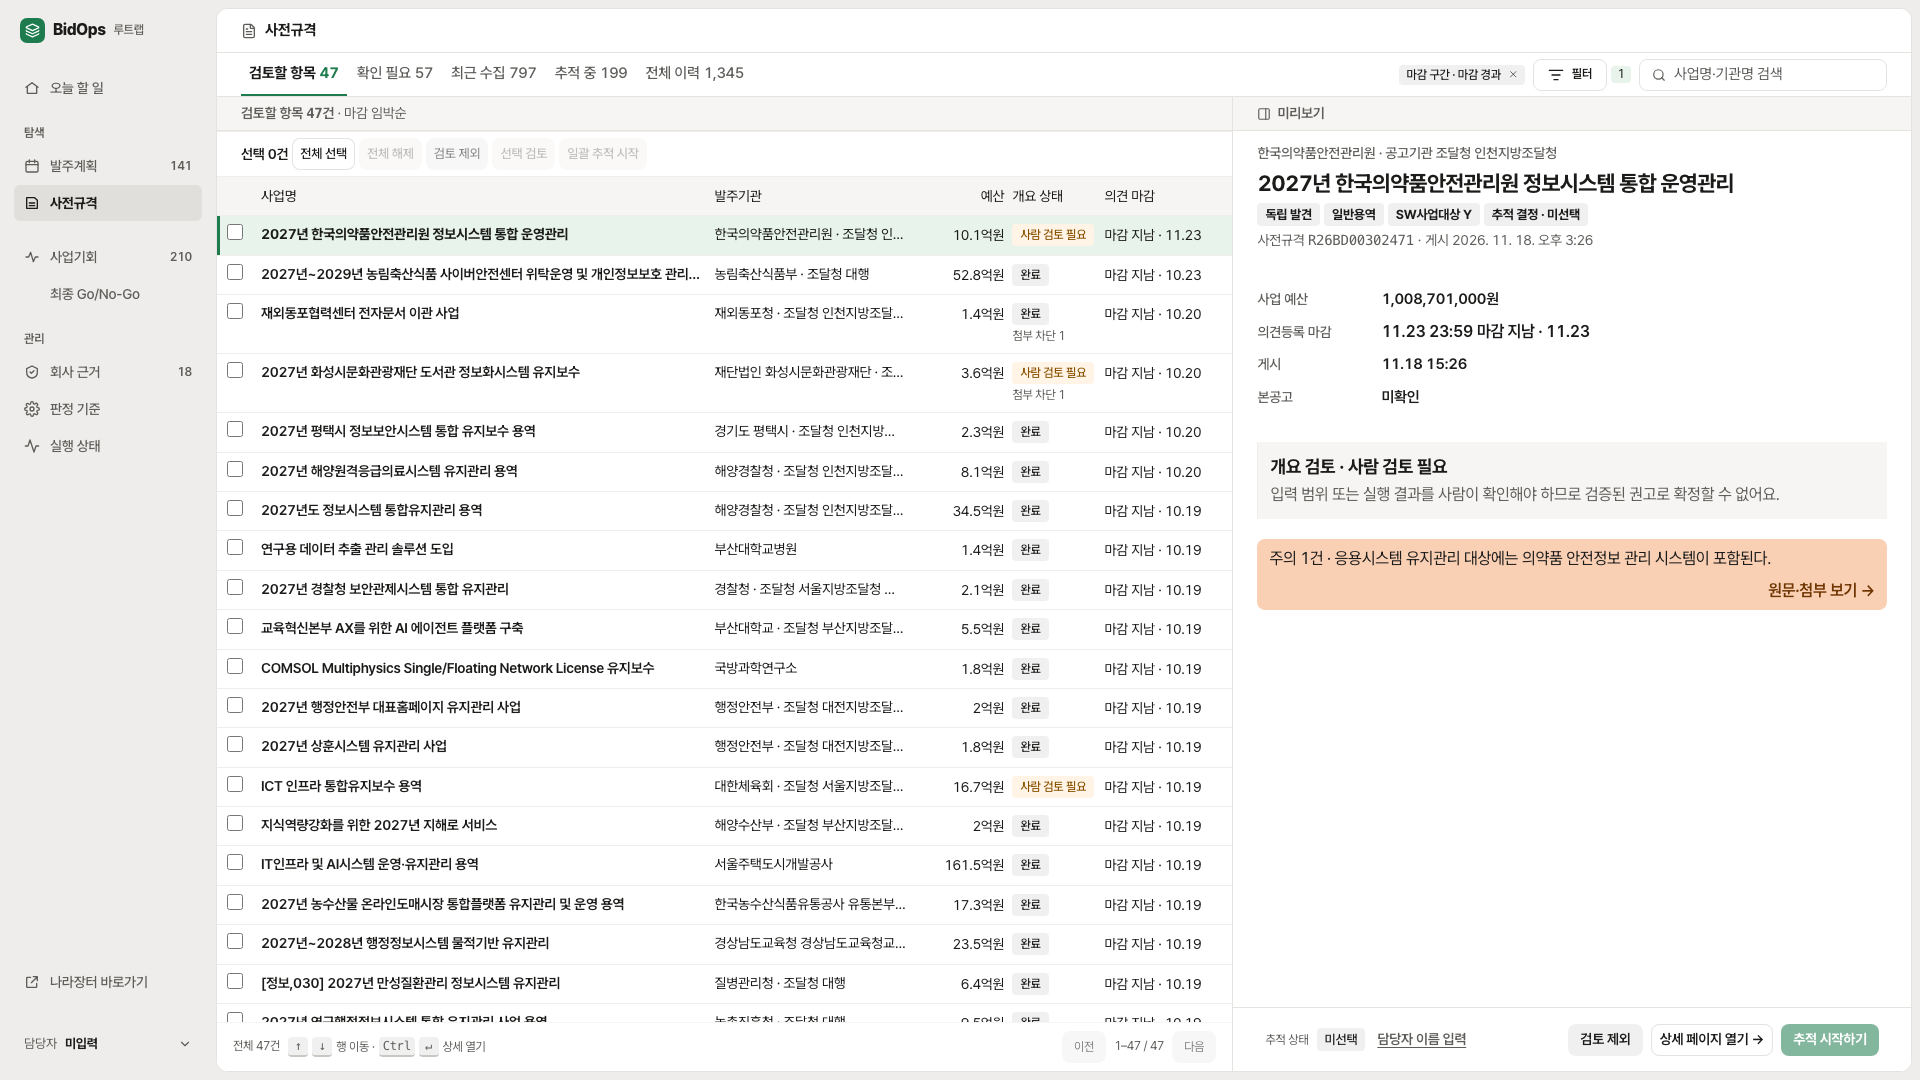 BidOps 루트랩
오늘 할 일
탐색
발주계획 141
사전규격
사업기회 210
최종 Go/No-Go
관리
회사 근거 18
판정 기준
실행 상태
나라장터 바로가기
담당자 미입력
사전규격
검토할 항목 47 확인 필요 57 최근 수집 797 추적 중 199 전체 이력 1,345
마감 구간 · 마감 경과 × 필터 1 사업명·기관명 검색
검토할 항목 47건 · 마감 임박순
선택 0건 전체 선택 전체 해제 검토 제외 선택 검토 일괄 추적 시작
사업명 발주기관 예산 개요 상태 의견 마감
2027년 한국의약품안전관리원 정보시스템 통합 운영관리 한국의약품안전관리원 · 조달청 인... 10.1억원 사람 검토 필요 마감 지남 · 11.23
2027년~2029년 농림축산식품 사이버안전센터 위탁운영 및 개인정보보호 관리... 농림축산식품부 · 조달청 대행 52.8억원 완료 마감 지남 · 10.23
재외동포협력센터 전자문서 이관 사업 재외동포청 · 조달청 인천지방조달... 1.4억원 완료 마감 지남 · 10.20
첨부 차단 1
2027년 화성시문화관광재단 도서관 정보화시스템 유지보수 재단법인 화성시문화관광재단 · 조... 3.6억원 사람 검토 필요 마감 지남 · 10.20
첨부 차단 1
2027년 평택시 정보보안시스템 통합 유지보수 용역 경기도 평택시 · 조달청 인천지방... 2.3억원 완료 마감 지남 · 10.20
2027년 해양원격응급의료시스템 유지관리 용역 해양경찰청 · 조달청 인천지방조달... 8.1억원 완료 마감 지남 · 10.20
2027년도 정보시스템 통합유지관리 용역 해양경찰청 · 조달청 인천지방조달... 34.5억원 완료 마감 지남 · 10.19
연구용 데이터 추출 관리 솔루션 도입 부산대학교병원 1.4억원 완료 마감 지남 · 10.19
2027년 경찰청 보안관제시스템 통합 유지관리 경찰청 · 조달청 서울지방조달청 ... 2.1억원 완료 마감 지남 · 10.19
교육혁신본부 AX를 위한 AI 에이전트 플랫폼 구축 부산대학교 · 조달청 부산지방조달... 5.5억원 완료 마감 지남 · 10.19
COMSOL Multiphysics Single/Floating Network License 유지보수 국방과학연구소 1.8억원 완료 마감 지남 · 10.19
2027년 행정안전부 대표홈페이지 유지관리 사업 행정안전부 · 조달청 대전지방조달... 2억원 완료 마감 지남 · 10.19
2027년 상훈시스템 유지관리 사업 행정안전부 · 조달청 대전지방조달... 1.8억원 완료 마감 지남 · 10.19
ICT 인프라 통합유지보수 용역 대한체육회 · 조달청 서울지방조달... 16.7억원 사람 검토 필요 마감 지남 · 10.19
지식역량강화를 위한 2027년 지해로 서비스 해양수산부 · 조달청 부산지방조달... 2억원 완료 마감 지남 · 10.19
IT인프라 및 AI시스템 운영·유지관리 용역 서울주택도시개발공사 161.5억원 완료 마감 지남 · 10.19
2027년 농수산물 온라인도매시장 통합플랫폼 유지관리 및 운영 용역 한국농수산식품유통공사 유통본부... 17.3억원 완료 마감 지남 · 10.19
2027년~2028년 행정정보시스템 물적기반 유지관리 경상남도교육청 경상남도교육청교... 23.5억원 완료 마감 지남 · 10.19
[정보,030] 2027년 만성질환관리 정보시스템 유지관리 질병관리청 · 조달청 대행 6.4억원 완료 마감 지남 · 10.19
2027년 연구행정정보시스템 통합 유지관리 사업 용역 농촌진흥청 · 조달청 대행 9.5억원 완료 마감 지남 · 10.19
전체 47건 ↑ ↓ 행 이동 · Ctrl ↵ 상세 열기 이전 1–47 / 47 다음
미리보기
한국의약품안전관리원 · 공고기관 조달청 인천지방조달청
2027년 한국의약품안전관리원 정보시스템 통합 운영관리
독립 발견 일반용역 SW사업대상 Y 추적 결정 · 미선택
사전규격 R26BD00302471 · 게시 2026. 11. 18. 오후 3:26
사업 예산 1,008,701,000원
의견등록 마감 11.23 23:59 마감 지남 · 11.23
게시 11.18 15:26
본공고 미확인
개요 검토 · 사람 검토 필요
입력 범위 또는 실행 결과를 사람이 확인해야 하므로 검증된 권고로 확정할 수 없어요.
주의 1건 · 응용시스템 유지관리 대상에는 의약품 안전정보 관리 시스템이 포함된다.
원문·첨부 보기 →
추적 상태 미선택 담당자 이름 입력 검토 제외 상세 페이지 열기 → 추적 시작하기